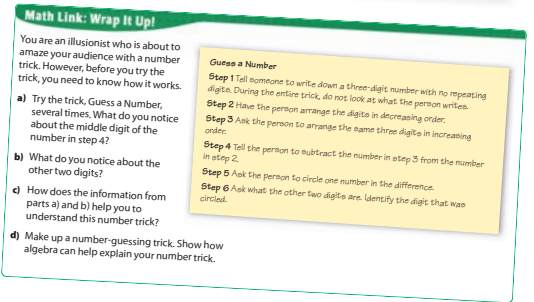 Math Link: Wrap It Up!
You are an illusionist who is about to
amaze your audience with a number
trick. However, before you try the
trick, you need to know how it works.
a) Try the trick, Guess a Number,
several times. What do you notice
about the middle digit of the
number in step 4?
b) What do you notice about the
other two digits?
c) How does the information from
parts a) and b) help you to
understand this number trick?
d) Make up a number-guessing trick. Show how
algebra can help explain your number trick.
Guess a Number
Step 1 Tell someone to write down a three-digit number with no repeating
digits. During the entire trick, do not look at what the person writes.
Step 2 Have the person arrange the digits in decreasing order.
Step 3 Ask the person to arrange the same three digits in increasing
order.
Step 4 Tell the person to subtract the number in step 3 from the number
in step 2.
Step 5 Ask the person to circle one number in the difference.
Step 6 Ask what the other two digits are. Identify the digit that was
circled.